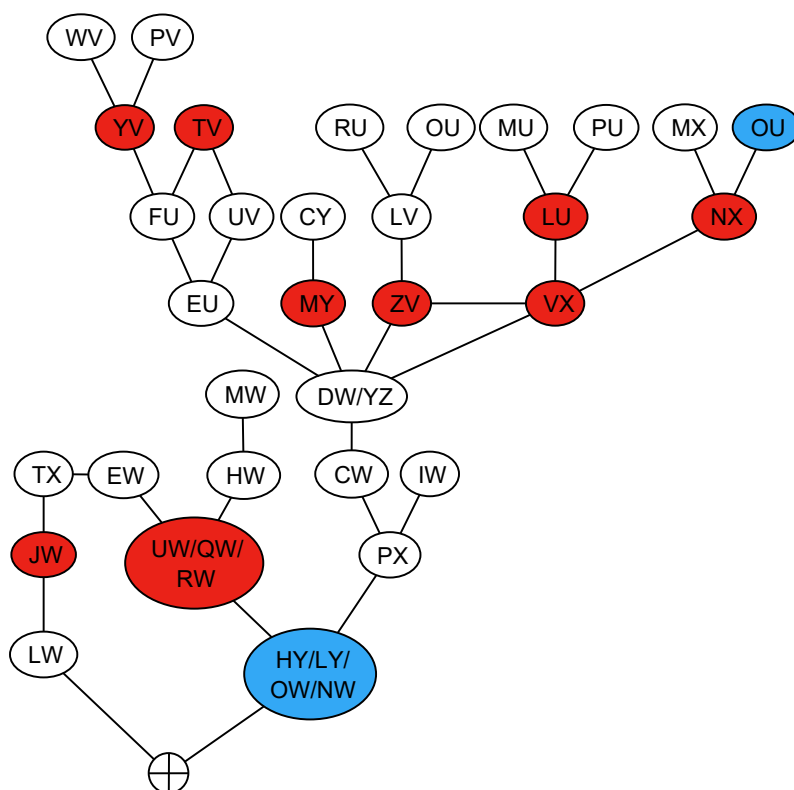 WV PV
YV TV RU OU MU PU MX OU
FU UV CY LV LU NX
EU MY ZV VX
MW DW/YZ
TX EW HW CW IW
JW UW/QW/
RW PX
LW HY/LY/
OW/NW